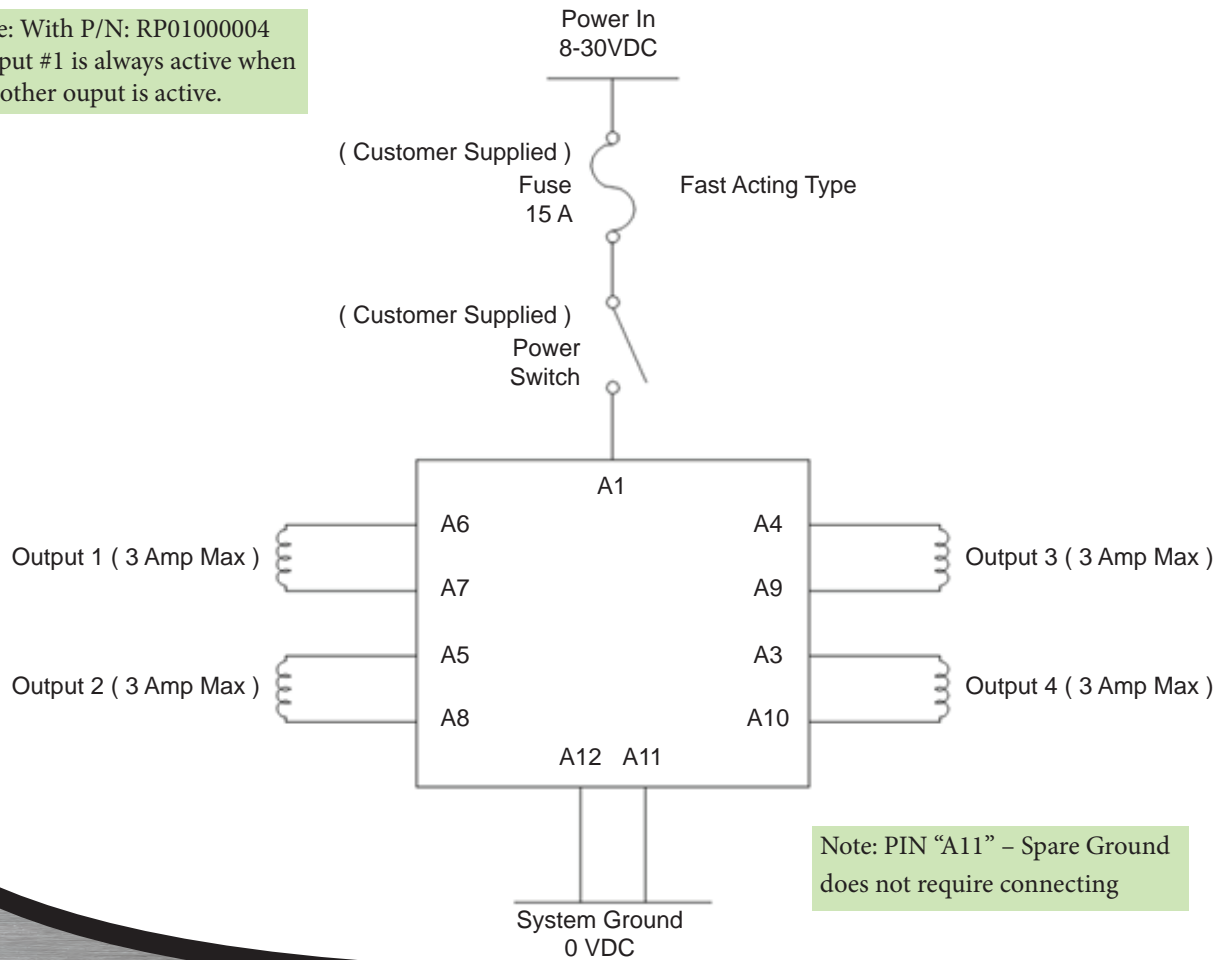 e: With P/N: RP01000004
put #1 is always active when
other ouput is active.
Power In
8-30VDC
( Customer Supplied )
Fuse
15 A
Fast Acting Type
( Customer Supplied )
Power
Switch
A1
A6
A4
Output 1 ( 3 Amp Max )
Output 3 ( 3 Amp Max )
A7
A9
A5
A3
Output 2 ( 3 Amp Max )
Output 4 ( 3 Amp Max )
A8
A10
A12 A11
Note: PIN “A11” – Spare Ground
does not require connecting
System Ground
0 VDC